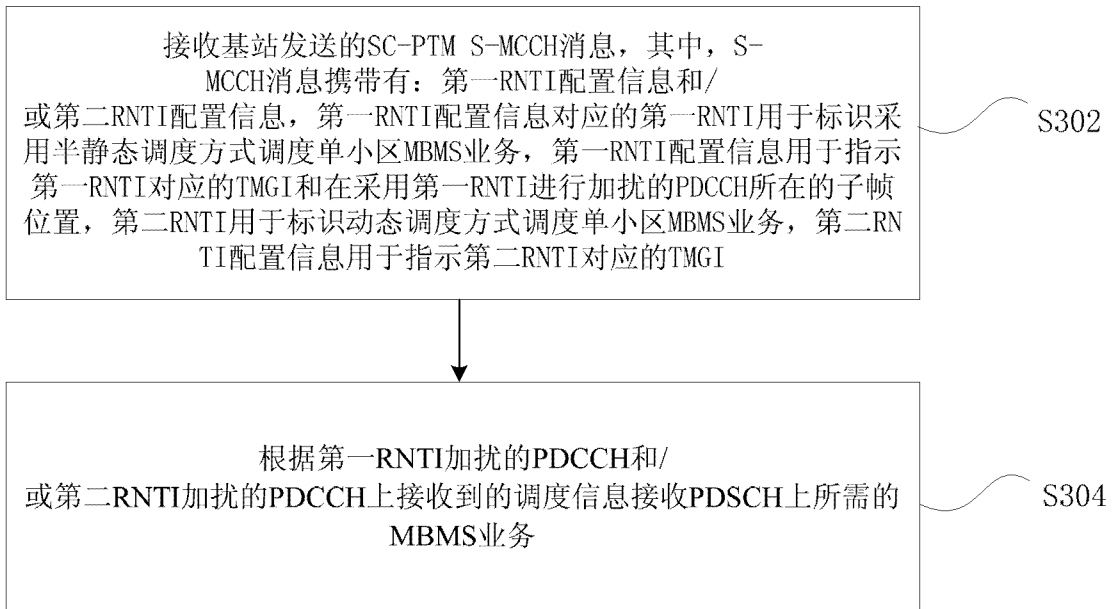 接收基站发送的SC-PTM S-MCCH消息，其中，S-
MCCH消息携带有：第一RNTI配置信息和/
或第二RNTI配置信息，第一RNTI配置信息对应的第一RNTI用于标识采
用半静态调度方式调度单小区MBMS业务，第一RNTI配置信息用于指示
第一RNTI对应的TMGI和在采用第一RNTI进行加扰的PDCCH所在的子帧
位置，第二RNTI用于标识动态调度方式调度单小区MBMS业务，第二RN
TI配置信息用于指示第二RNTI对应的TMGI
S302
根据第一RNTI加扰的PDCCH和/
或第二RNTI加扰的PDCCH上接收到的调度信息接收PDSCH上所需的
MBMS业务
S304